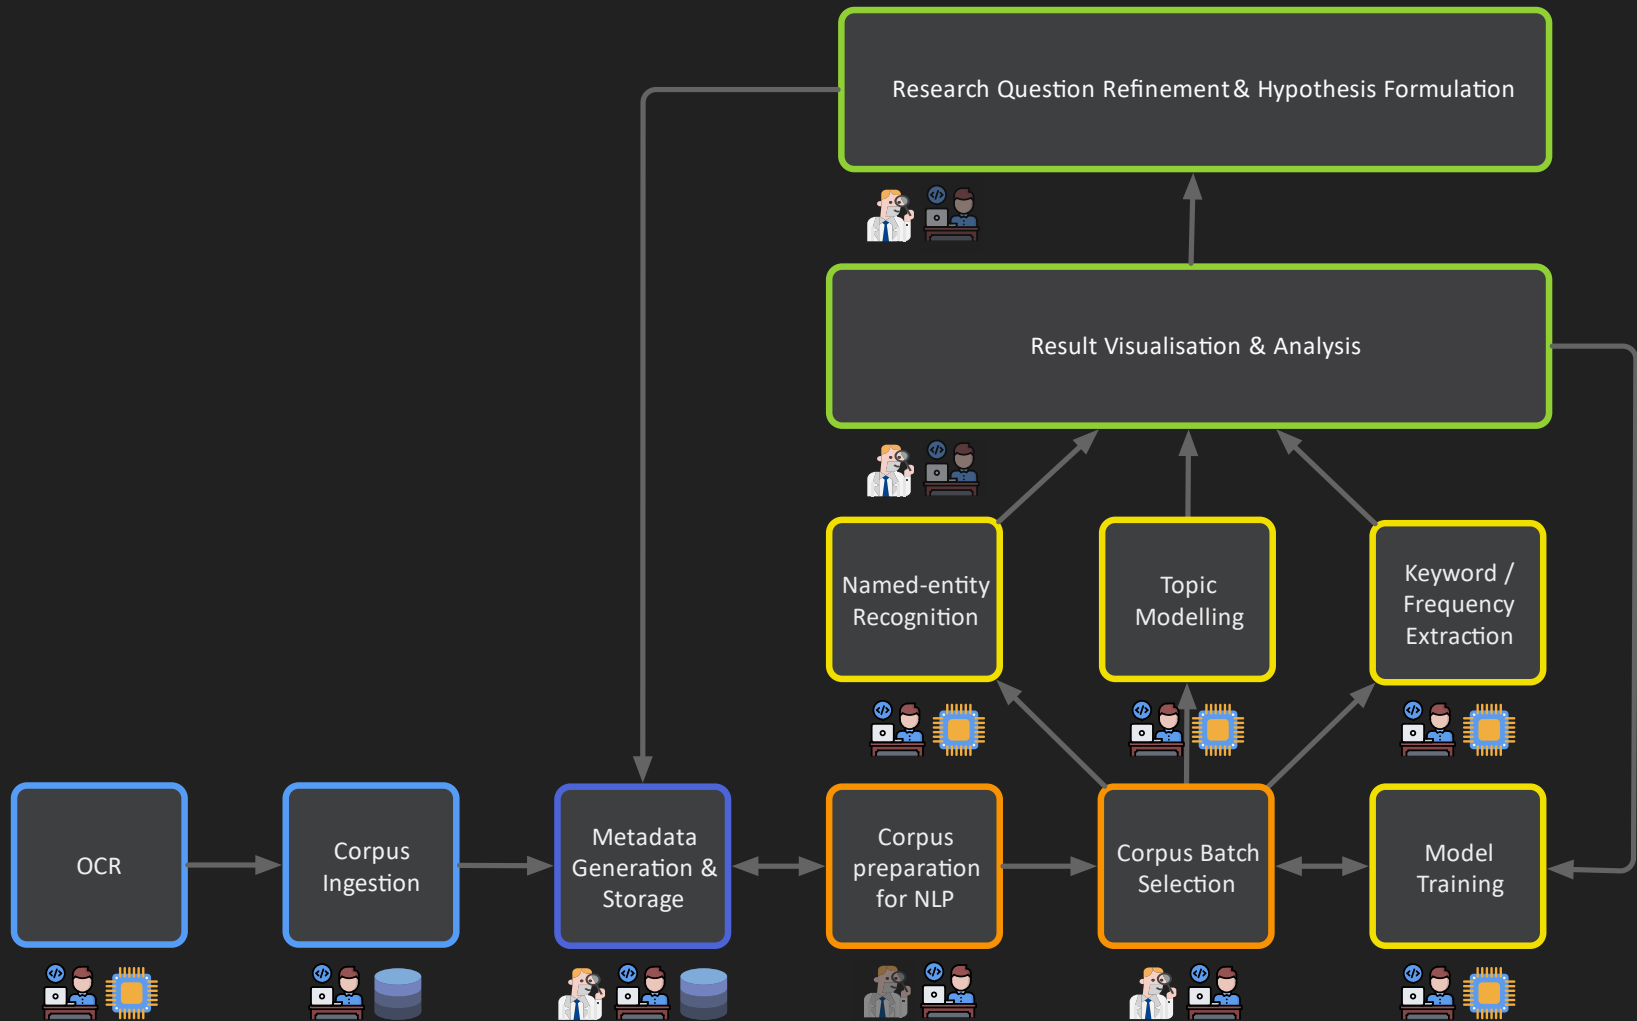 Research Question Refinement & Hypothesis Formulation
Result Visualisation & Analysis
Named-entity
Recognition
Topic
Modelling
Keyword /
Frequency
Extraction
OCR
Corpus
Ingestion
Metadata
Generation &
Storage
Corpus
preparation
for NLP
Corpus Batch
Selection
Model
Training